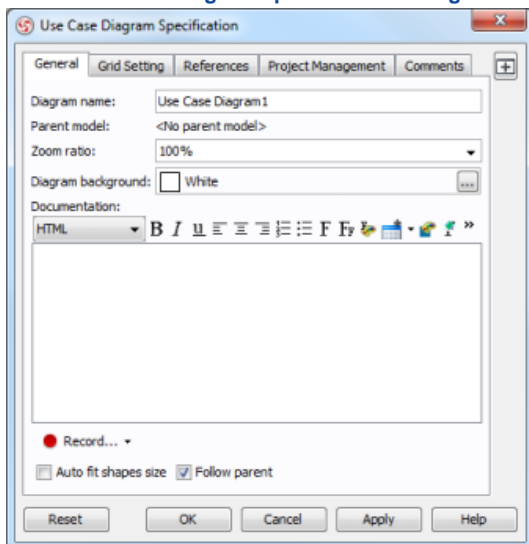 Use Case Diagram Specification
General Grid Setting References Project Management Comments
Diagram name: Use Case Diagram1
Parent model: <No parent model>
Zoom ratio: 100%
Diagram background: White ...
Documentation:
HTML B I u F
Record...
Auto fit shapes size Follow parent
Reset OK Cancel Apply Help